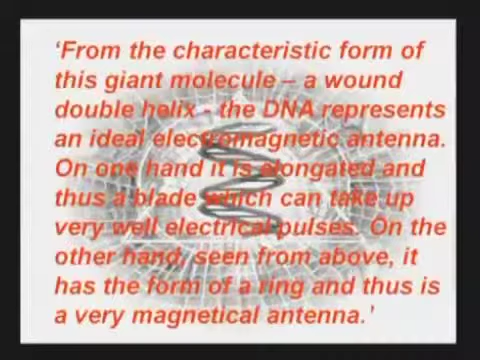 ‘From the characteristic form of
this giant molecule – a wound
double helix - the DNA represents
an ideal electromagnetic antenna.
On one hand it is elongated and
thus a blade which can take up
very well electrical pulses. On the
other hand, seen from above, it
has the form of a ring and thus is
a very magnetical antenna.’